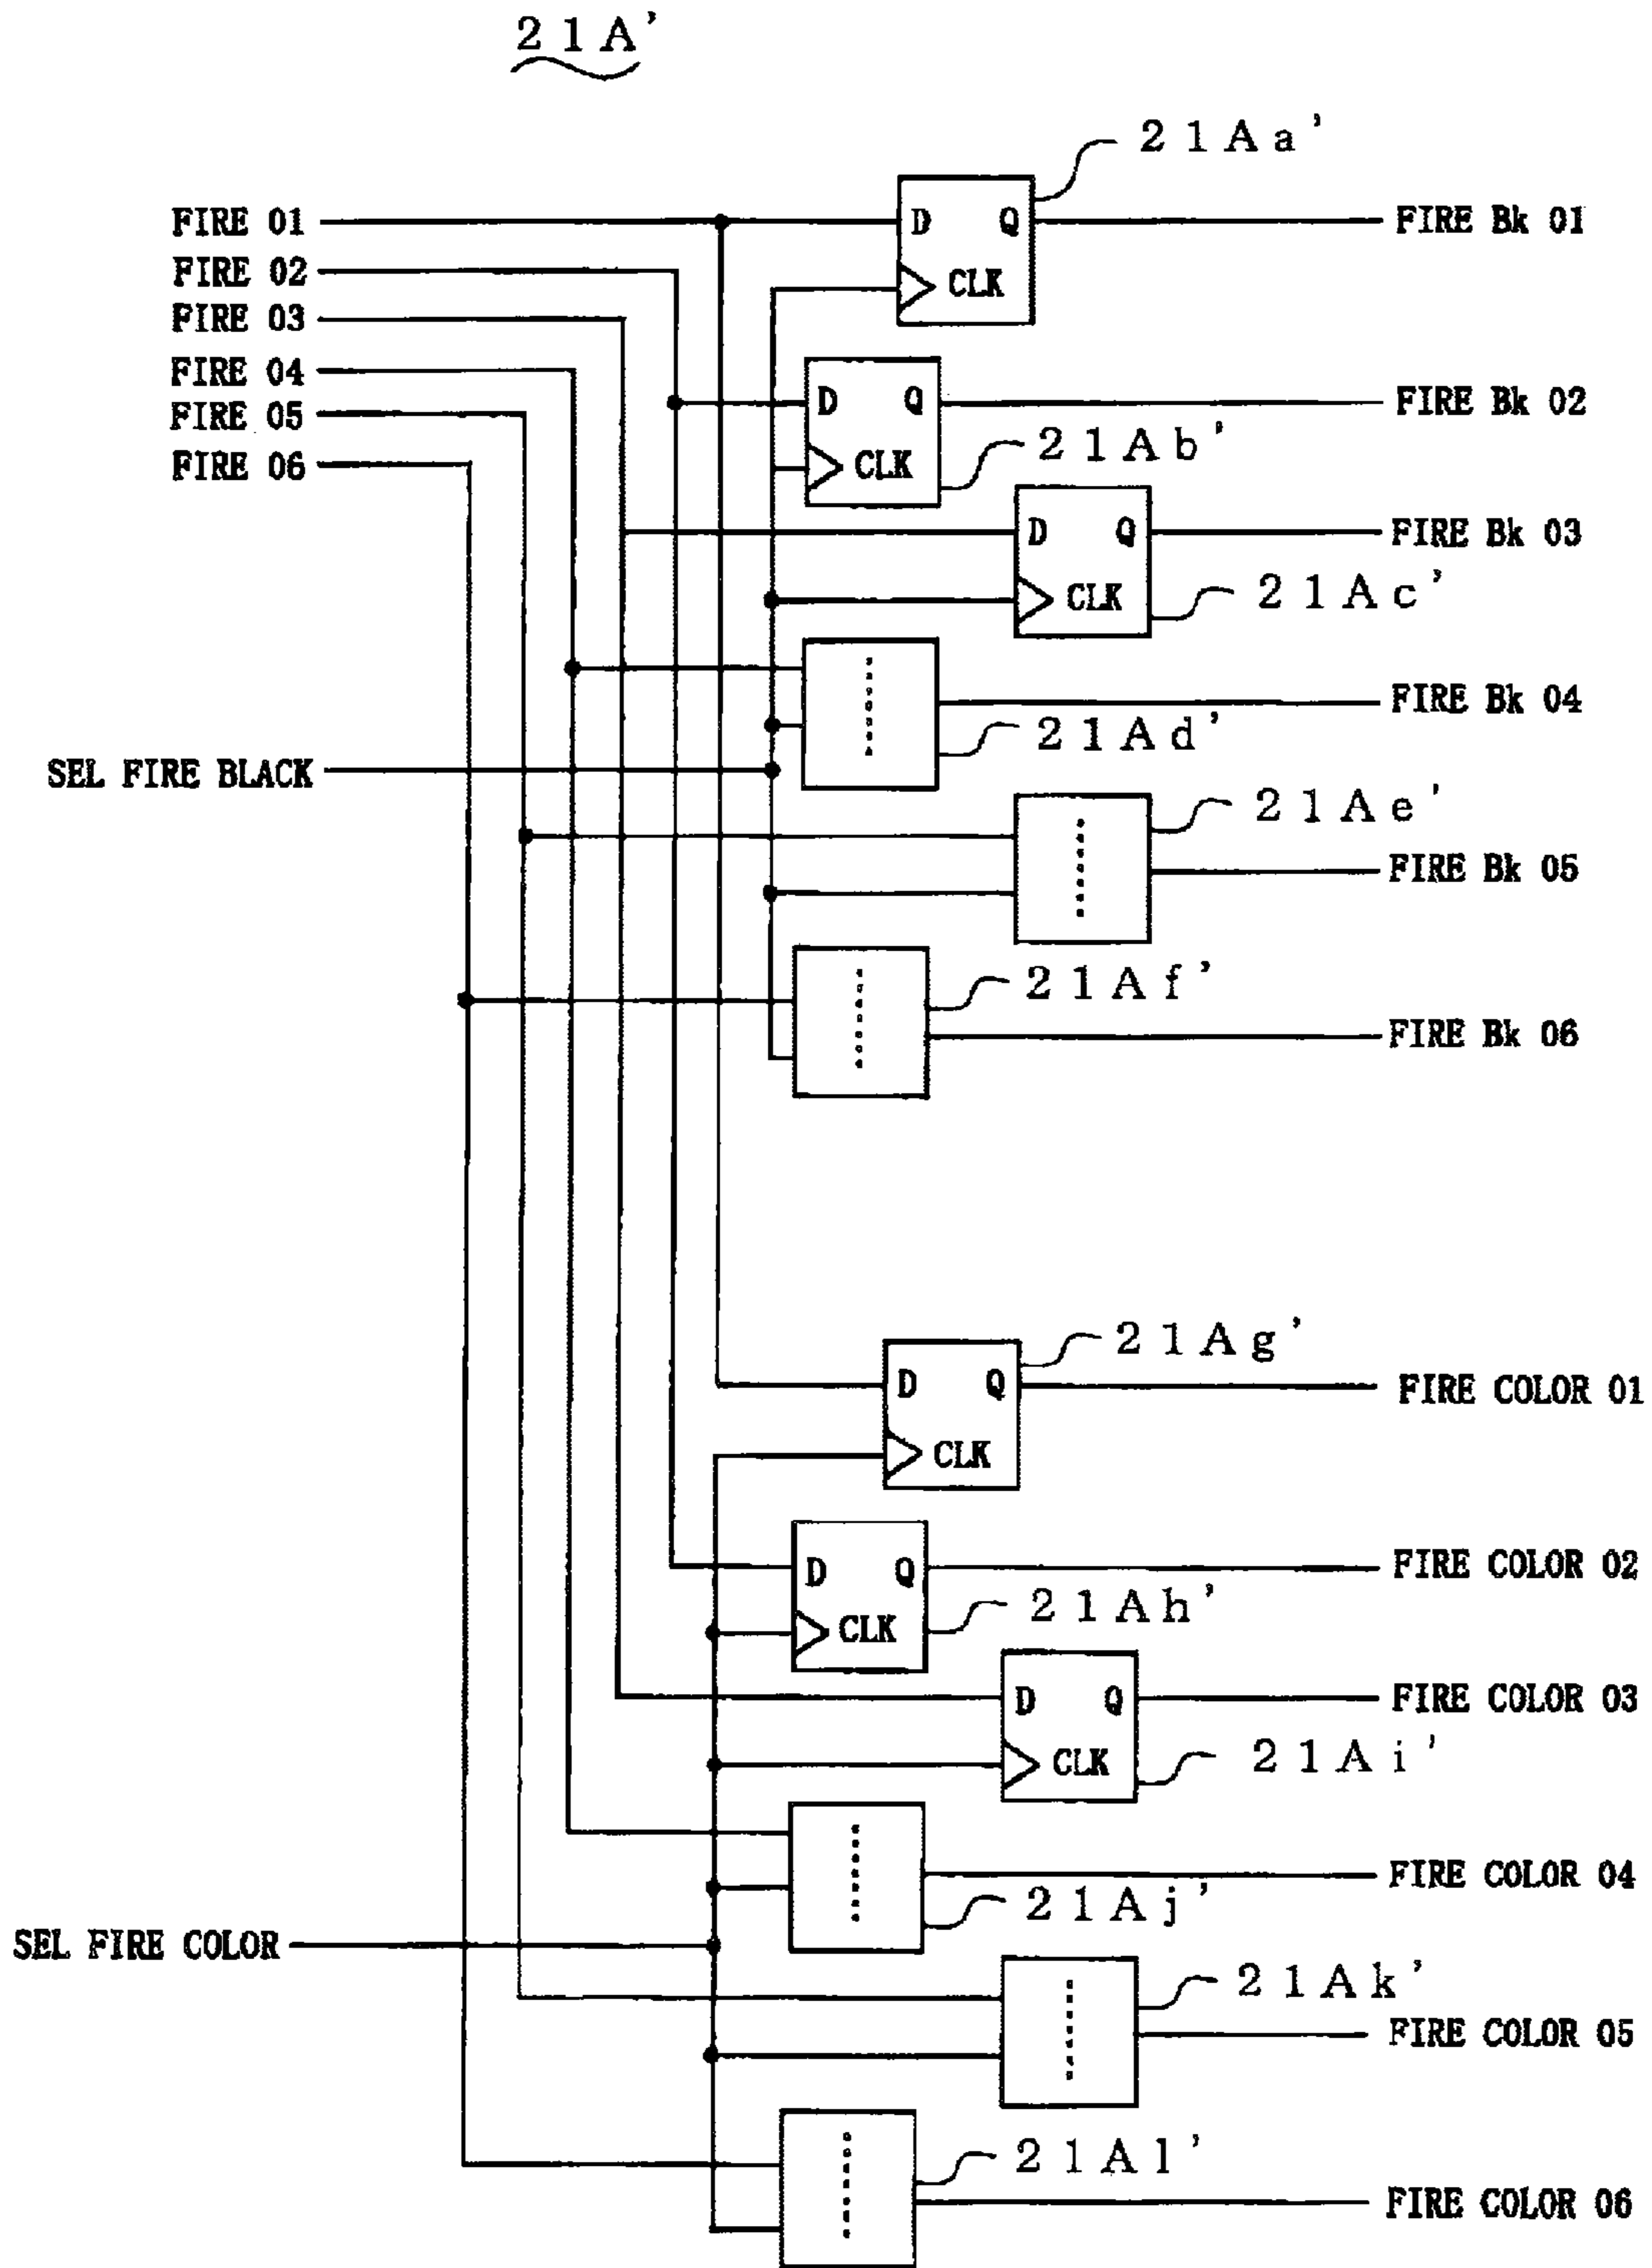 21A'
21Aa'
FIRE 01
D Q
FIRE Bk 01
CLK
FIRE 02
FIRE 03
FIRE 04
FIRE 05
FIRE 06
D Q
FIRE Bk 02
CLK
21Ab'
D Q
FIRE Bk 03
CLK
21Ac'
FIRE Bk 04
21Ad'
SEL FIRE BLACK
21Ae'
FIRE Bk 05
21Af'
FIRE Bk 06
21Ag'
D Q
FIRE COLOR 01
CLK
D Q
FIRE COLOR 02
CLK
21Ah'
D Q
FIRE COLOR 03
CLK
21Ai'
FIRE COLOR 04
21Aj'
SEL FIRE COLOR
21Ak'
FIRE COLOR 05
21Al'
FIRE COLOR 06